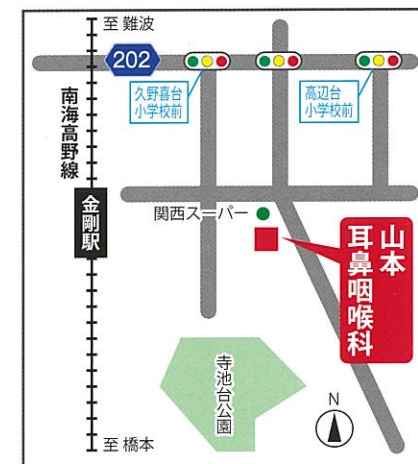 至 難波
202
久野喜台
小学校前
高辺台
小学校前
南海高野線
金剛駅
関西スーパー
山本
耳鼻咽喉科
寺池台公園
N
至 橋本